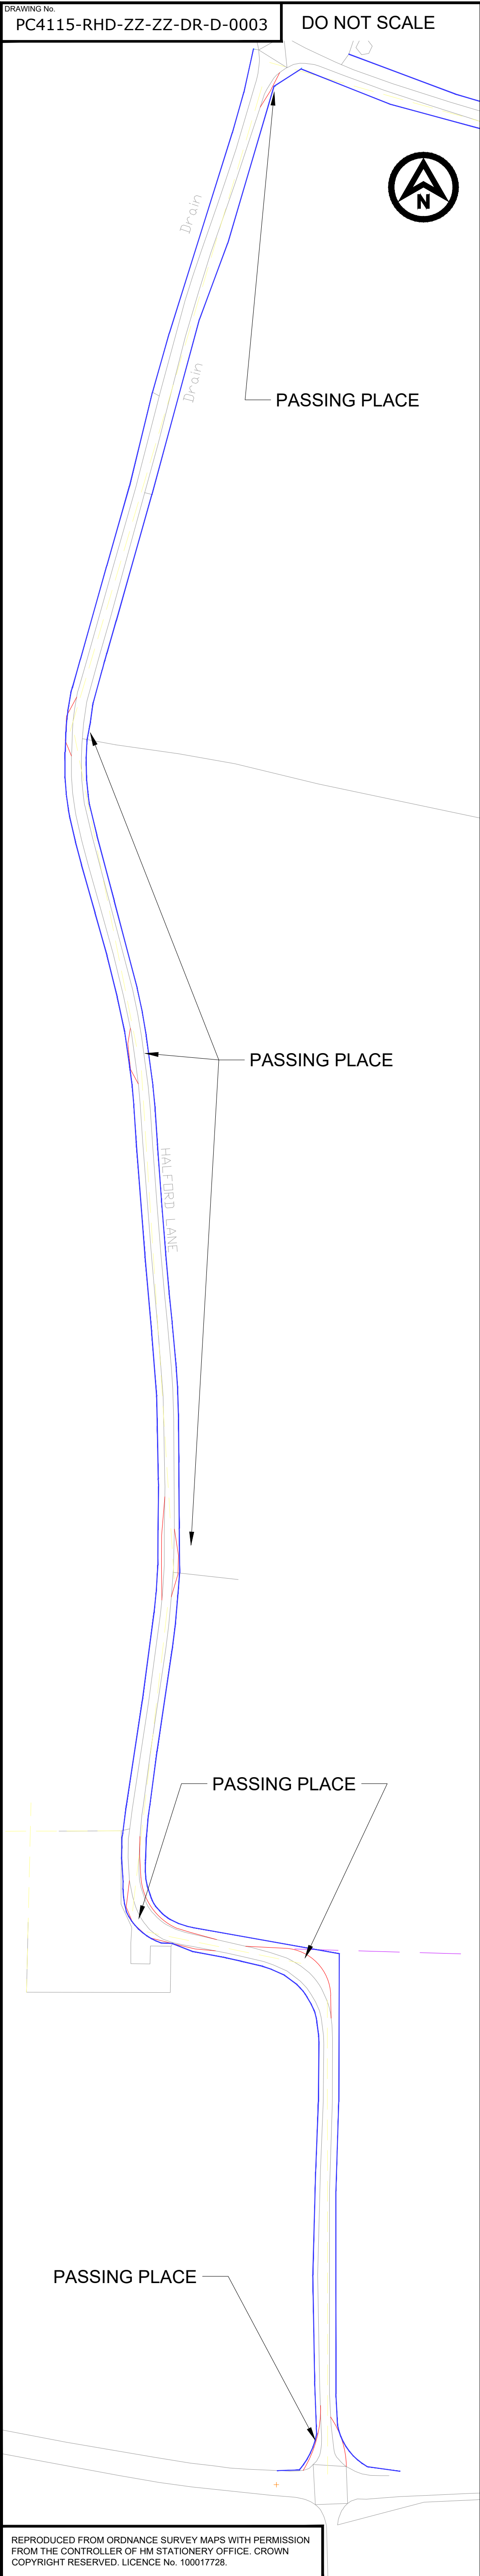 DRAWING No.
PC4115-RHD-ZZ-ZZ-DR-D-0003
DO NOT SCALE
Drain
N
Drain
PASSING PLACE
PASSING PLACE
HALFORD LANE
PASSING PLACE
PASSING PLACE
REPRODUCED FROM ORDNANCE SURVEY MAPS WITH PERMISSION
FROM THE CONTROLLER OF HM STATIONERY OFFICE. CROWN
COPYRIGHT RESERVED. LICENCE No. 100017728.